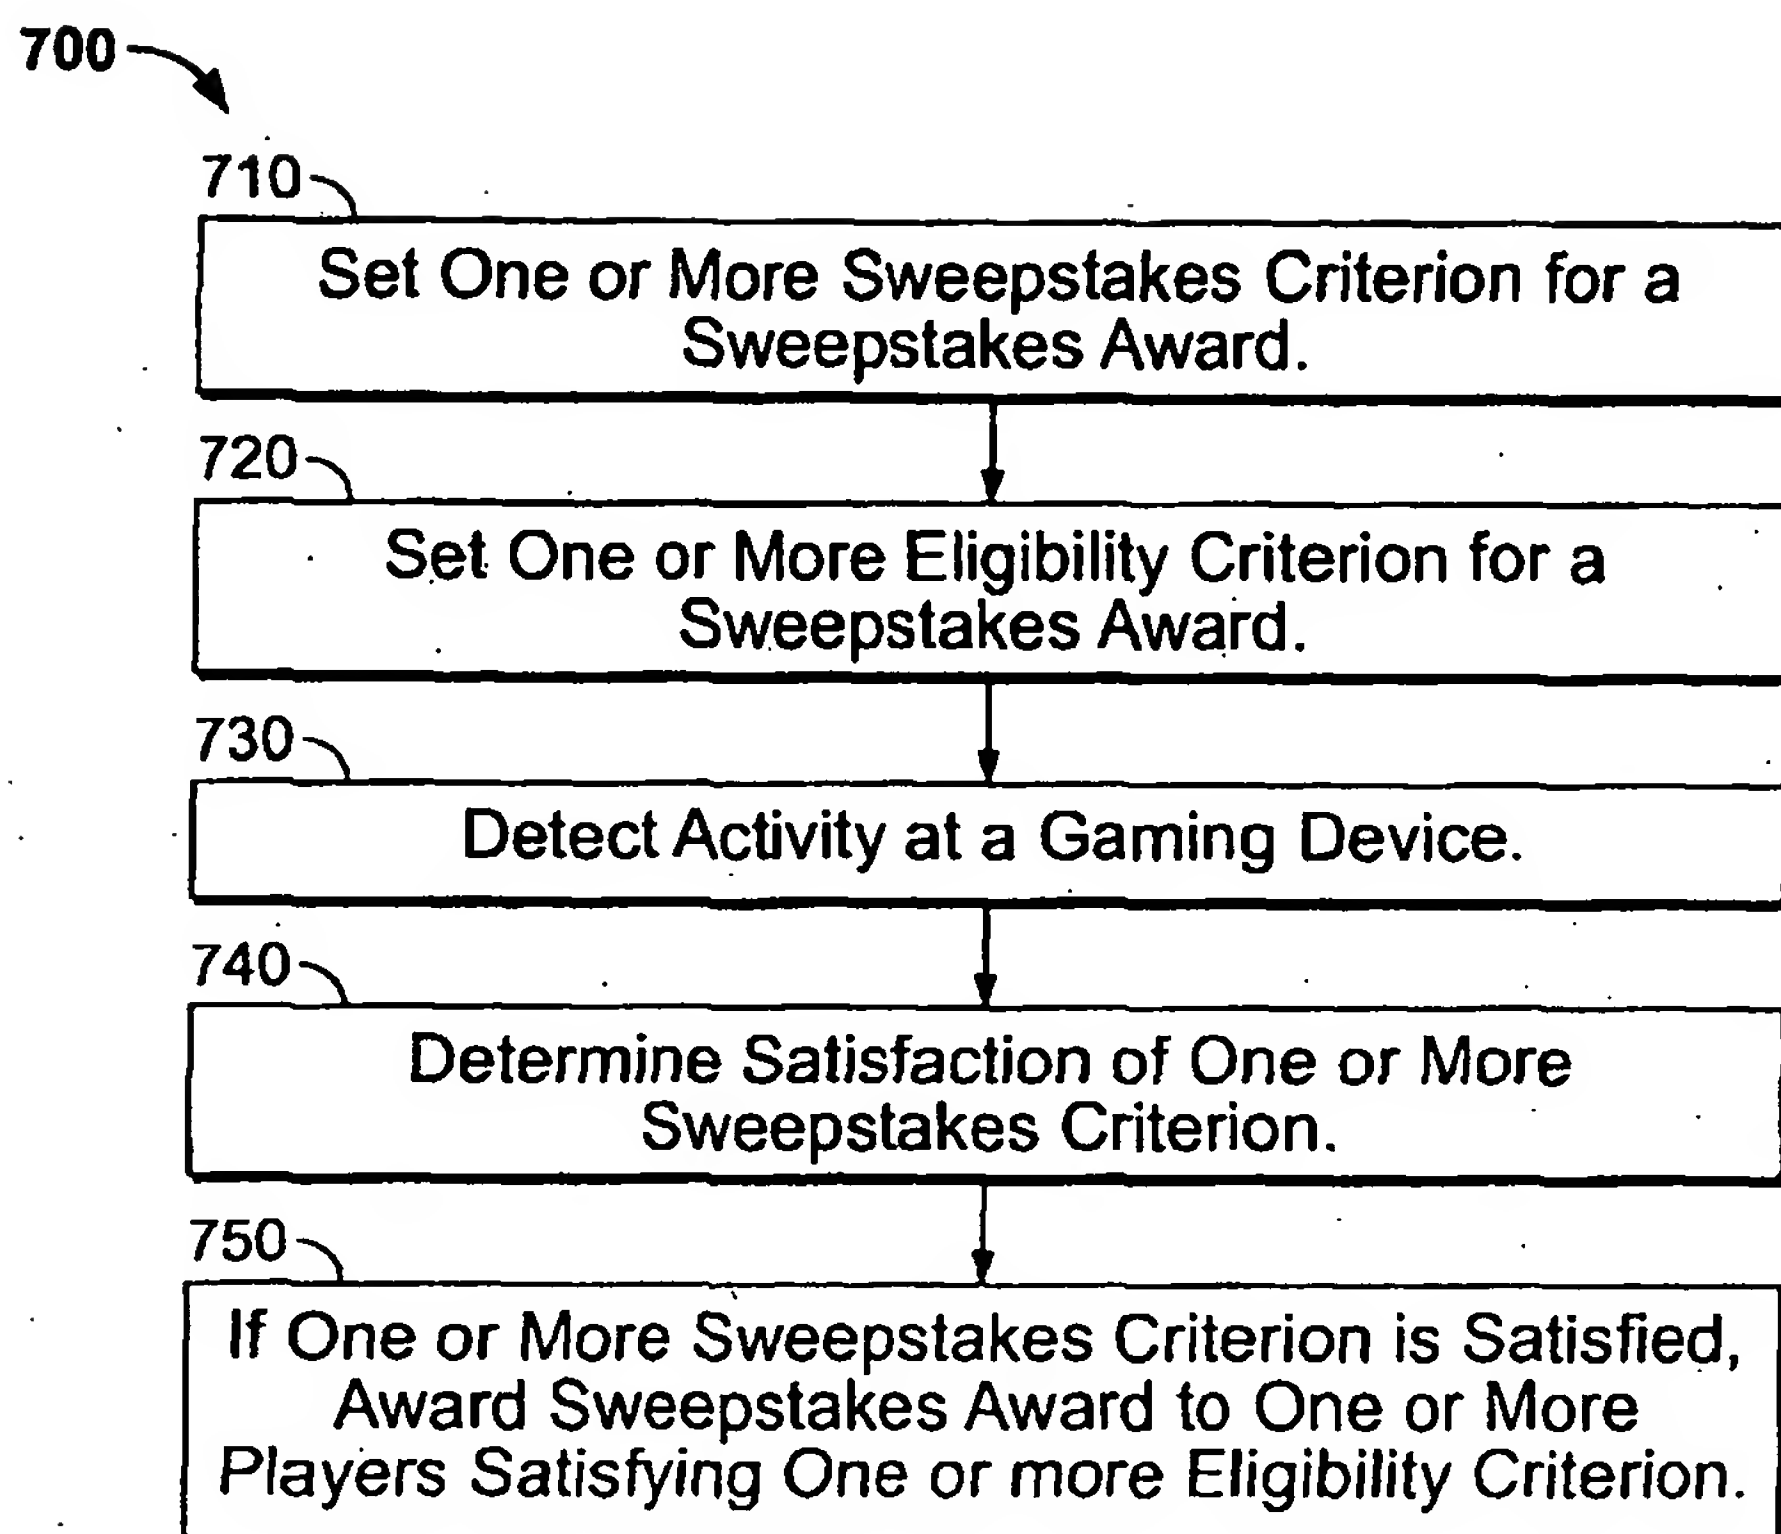 700
710
Set One or More Sweepstakes Criterion for a
Sweepstakes Award.
720
Set One or More Eligibility Criterion for a
Sweepstakes Award.
730
Detect Activity at a Gaming Device.
740
Determine Satisfaction of One or More
Sweepstakes Criterion.
750
If One or More Sweepstakes Criterion is Satisfied,
Award Sweepstakes Award to One or More
Players Satisfying One or more Eligibility Criterion.